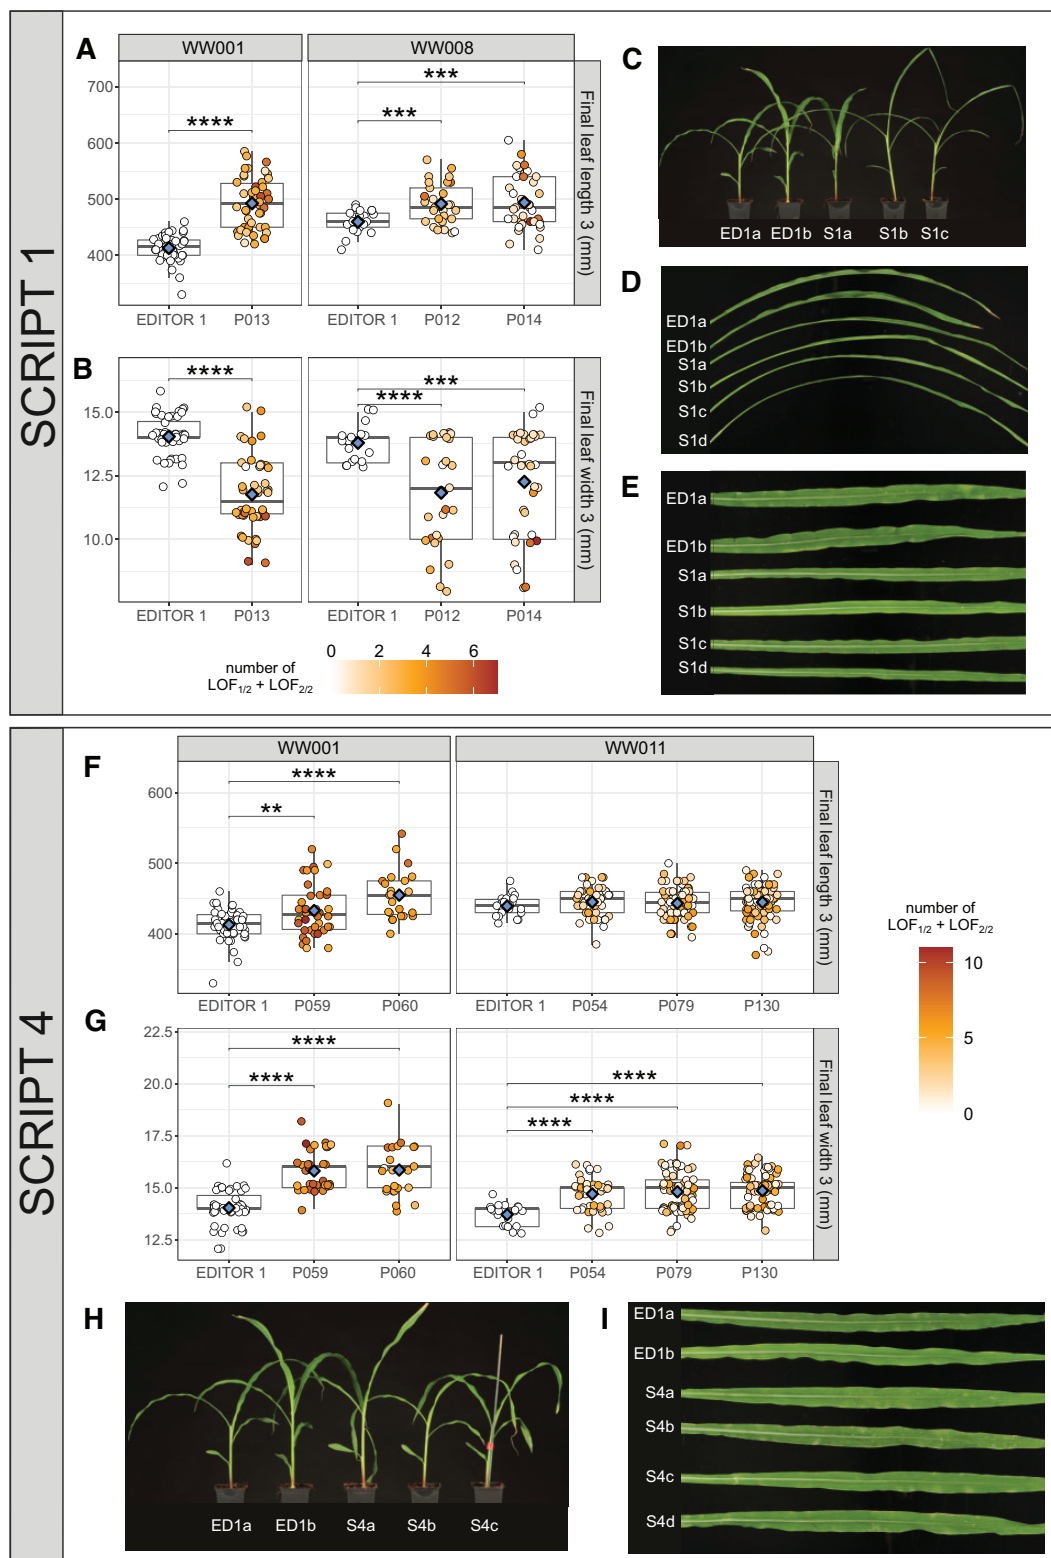 SCRIPT 1
A
WW001
WW008
700
600
500
400
****
***
***
Final leaf length 3 (mm)
EDITOR 1
P013
EDITOR 1
P012
P014
B
15.0
12.5
10.0
****
***
****
Final leaf width 3 (mm)
EDITOR 1
P013
EDITOR 1
P012
P014
number of
LOF1/2 + LOF2/2
0 2 4 6
C
ED1a ED1b S1a S1b S1c
D
ED1a
ED1b
S1a
S1b
S1c
S1d
E
ED1a
ED1b
S1a
S1b
S1c
S1d
SCRIPT 4
F
WW001
WW011
600
500
400
****
**
Final leaf length 3 (mm)
EDITOR 1
P059
P060
EDITOR 1
P054
P079
P130
G
22.5
20.0
17.5
15.0
12.5
****
****
****
****
****
Final leaf width 3 (mm)
EDITOR 1
P059
P060
EDITOR 1
P054
P079
P130
number of
LOF1/2 + LOF2/2
10
5
0
H
ED1a ED1b S4a S4b S4c
I
ED1a
ED1b
S4a
S4b
S4c
S4d